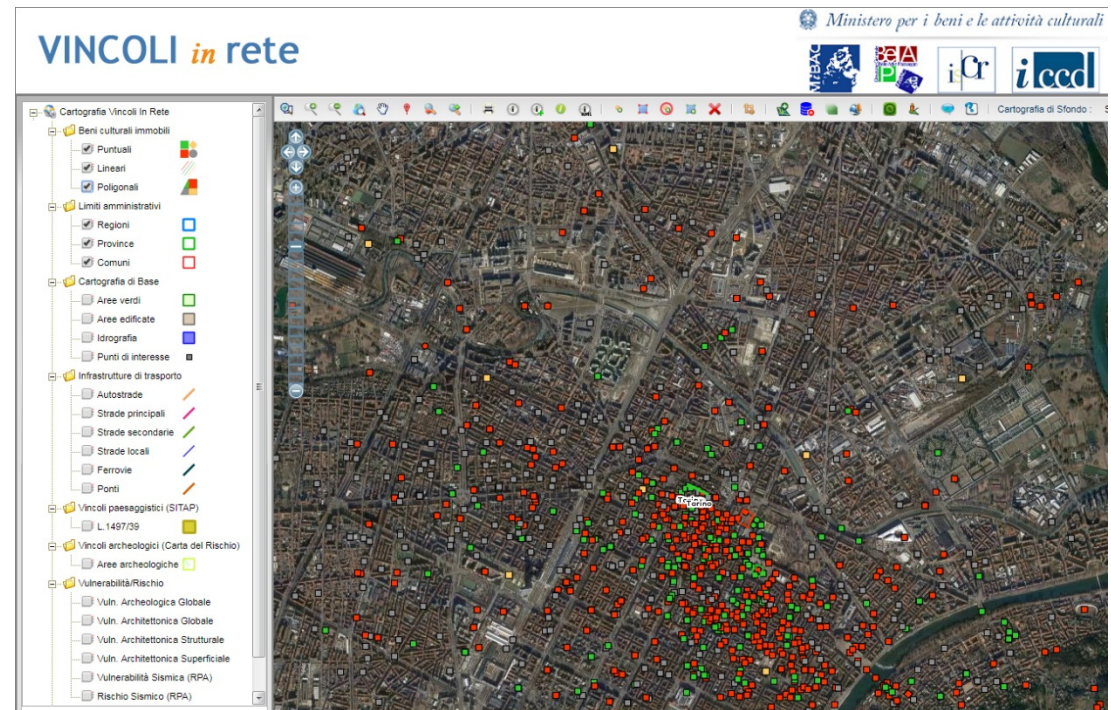 Ministero per i beni e le attività culturali
VINCOLI in rete
MiBAC
BeAP
isCr
iccd
Cartografia Vincoli In Rete
Cartografia di Sfondo : S
Beni culturali immobili
Puntuali
Lineari
Poligonali
Limiti amministrativi
Regioni
Province
Comuni
Cartografia di Base
Aree verdi
Aree edificate
Idrografia
Punti di interesse
Infrastrutture di trasporto
Autostrade
Strade principali
Strade secondarie
Strade locali
Ferrovie
Ponti
Vincoli paesaggistici (SITAP)
L.1497/39
Vincoli archeologici (Carta del Rischio)
Aree archeologiche
Vulnerabilità/Rischio
Vuln. Archeologica Globale
Vuln. Architettonica Globale
Vuln. Architettonica Strutturale
Vuln. Architettonica Superficiale
Vulnerabilità Sismica (RPA)
Rischio Sismico (RPA)
Torino
Torino